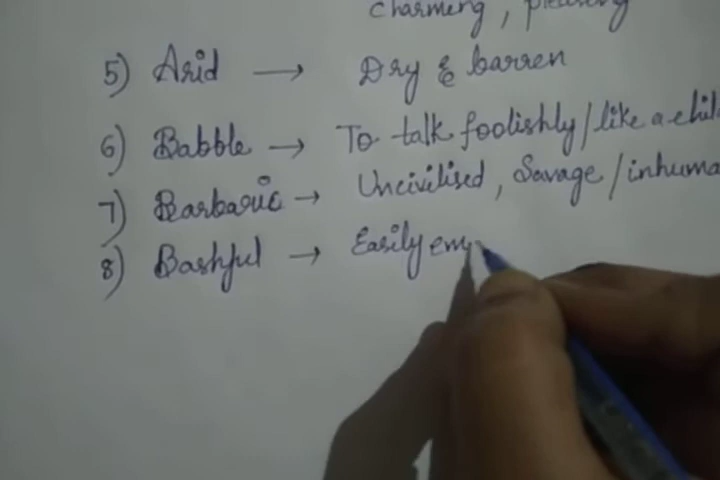 charming, pleasing
5) Arid → Dry & barren
6) Babble → To talk foolishly/like a chil
7) Barbaric → Uncivilised, Savage/inhuma
8) Bashful → Easily em